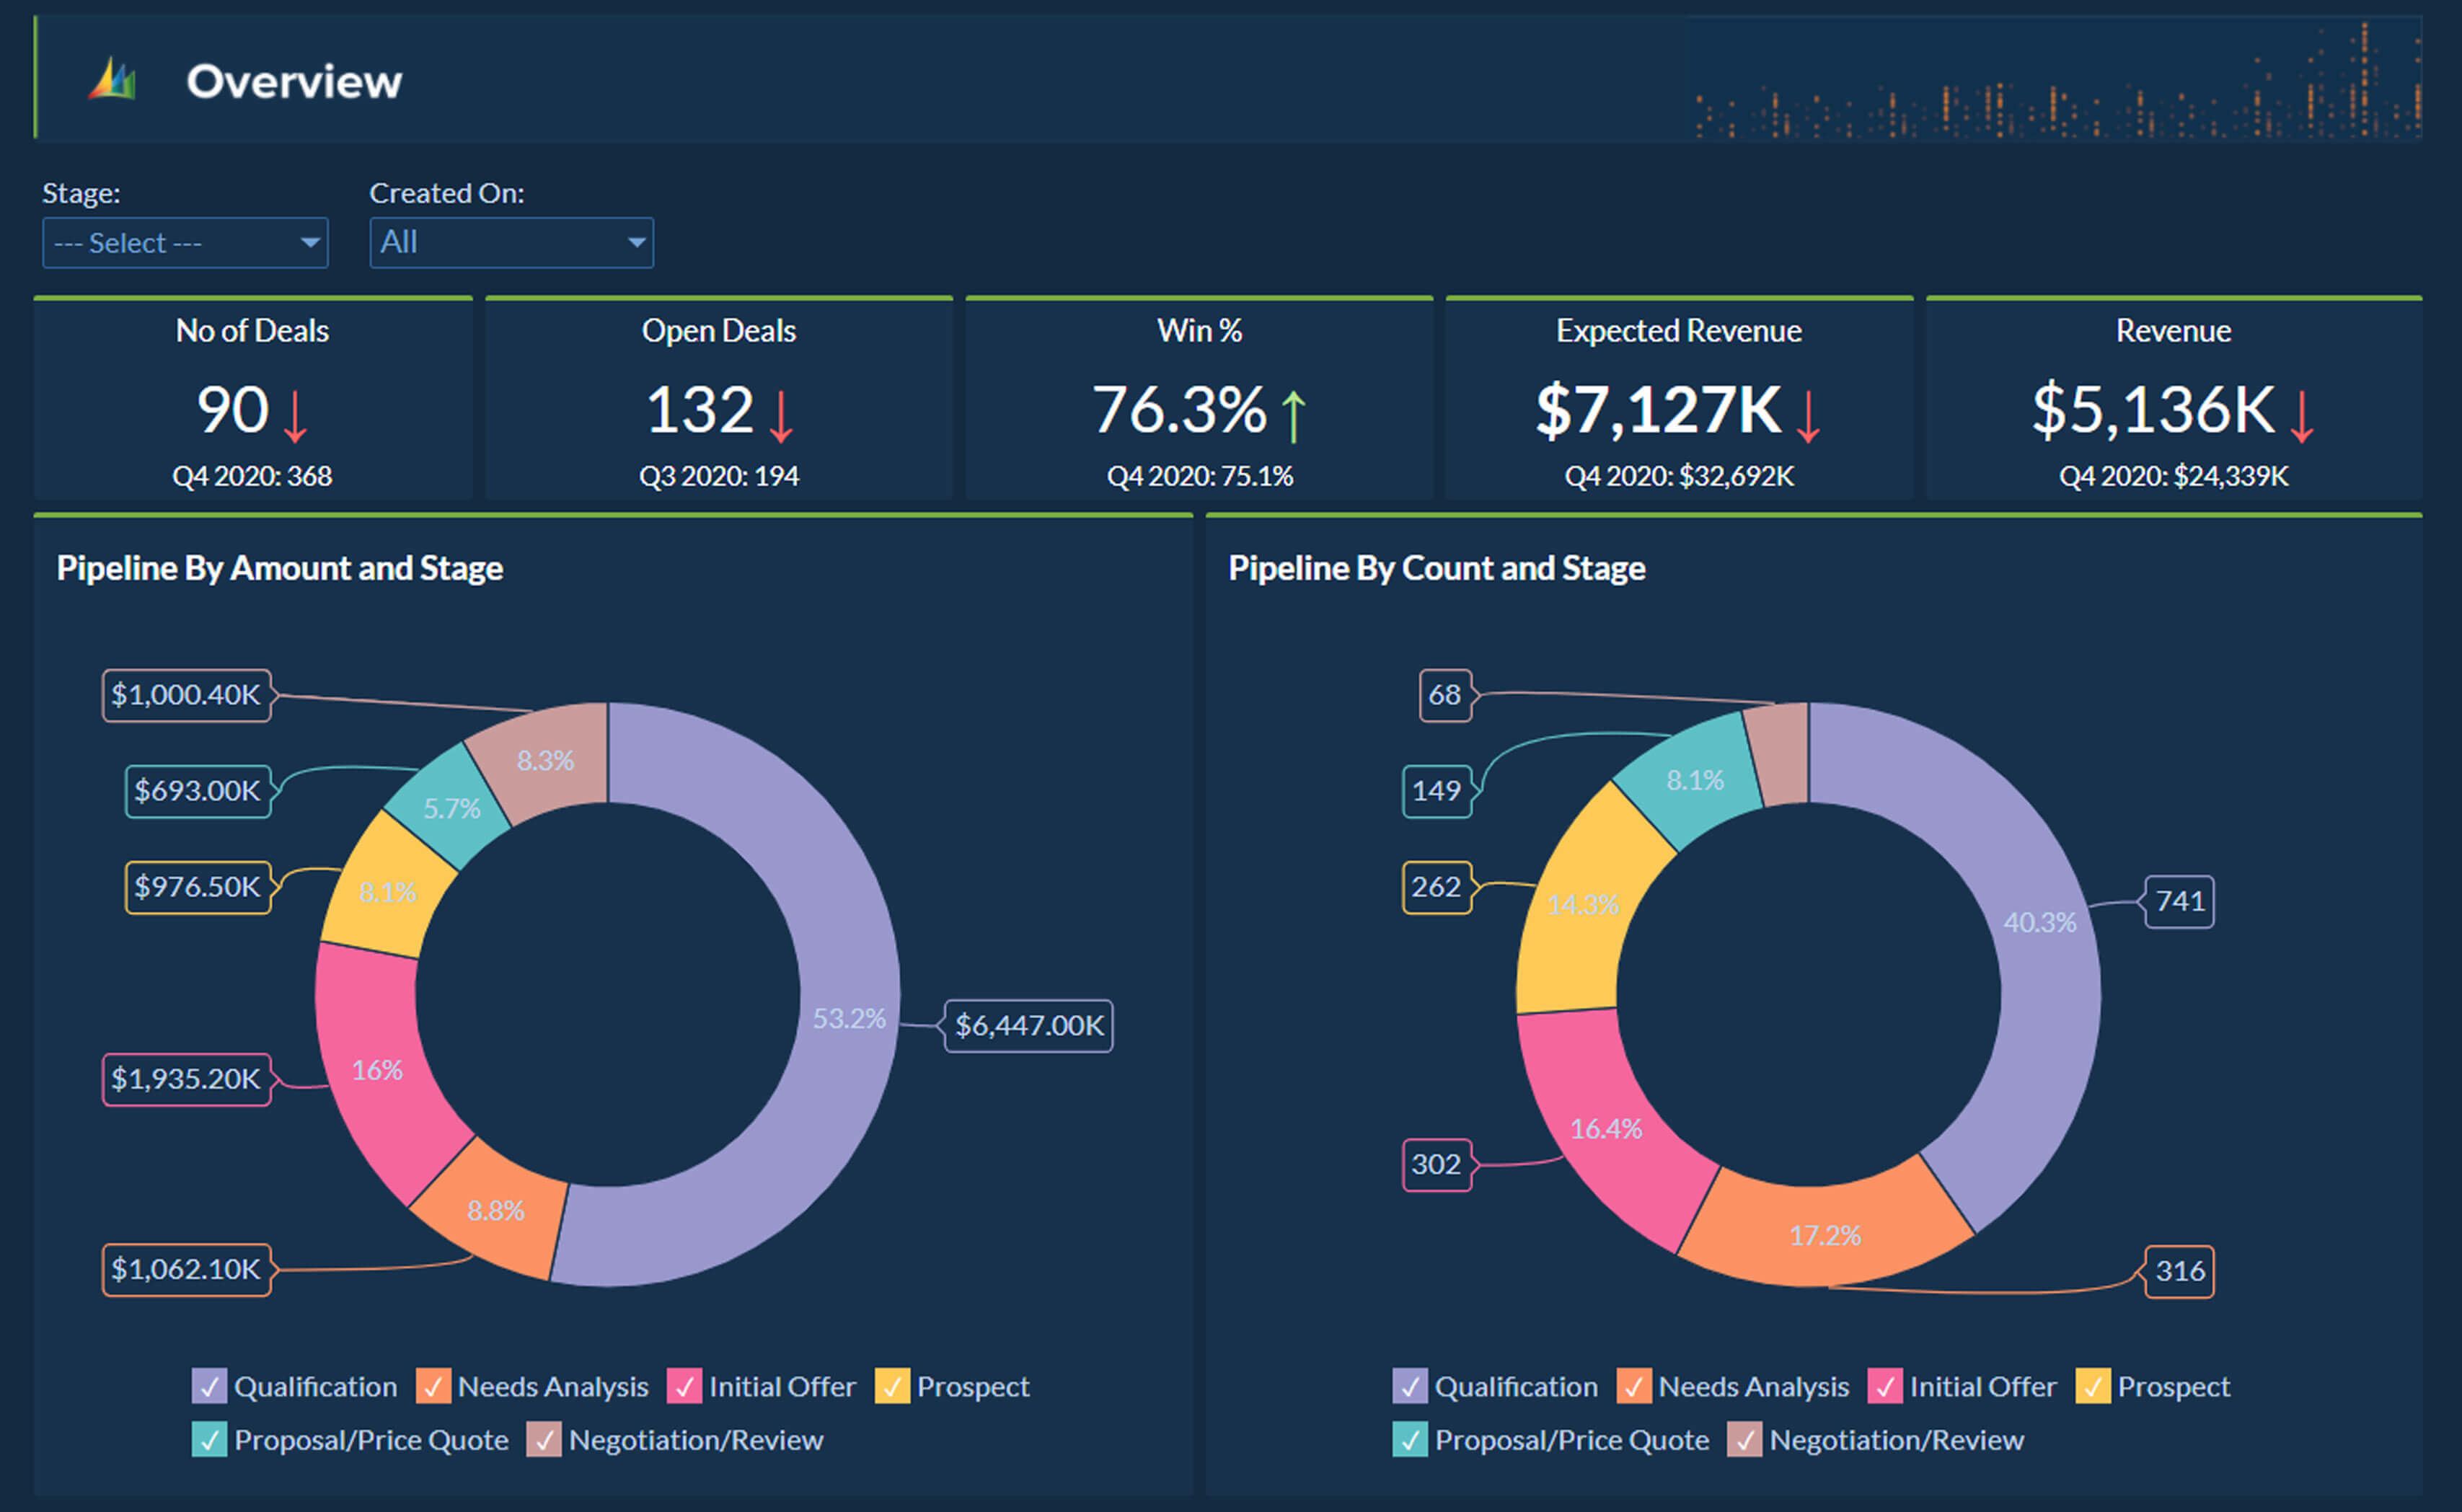 Overview
Stage:
Created On:
--- Select ---
All
No of Deals
90
Q4 2020: 368
Open Deals
132
Q3 2020: 194
Win %
76.3%
Q4 2020: 75.1%
Expected Revenue
$7,127K
Q4 2020: $32,692K
Revenue
$5,136K
Q4 2020: $24,339K
Pipeline By Amount and Stage
$1,000.40K
8.3%
$693.00K
5.7%
$976.50K
8.1%
53.2%
$6,447.00K
$1,935.20K
16%
$1,062.10K
8.8%
Qualification Needs Analysis Initial Offer Prospect
Proposal/Price Quote Negotiation/Review
Pipeline By Count and Stage
68
149
8.1%
262
14.3%
40.3%
741
302
16.4%
17.2%
316
Qualification Needs Analysis Initial Offer Prospect
Proposal/Price Quote Negotiation/Review